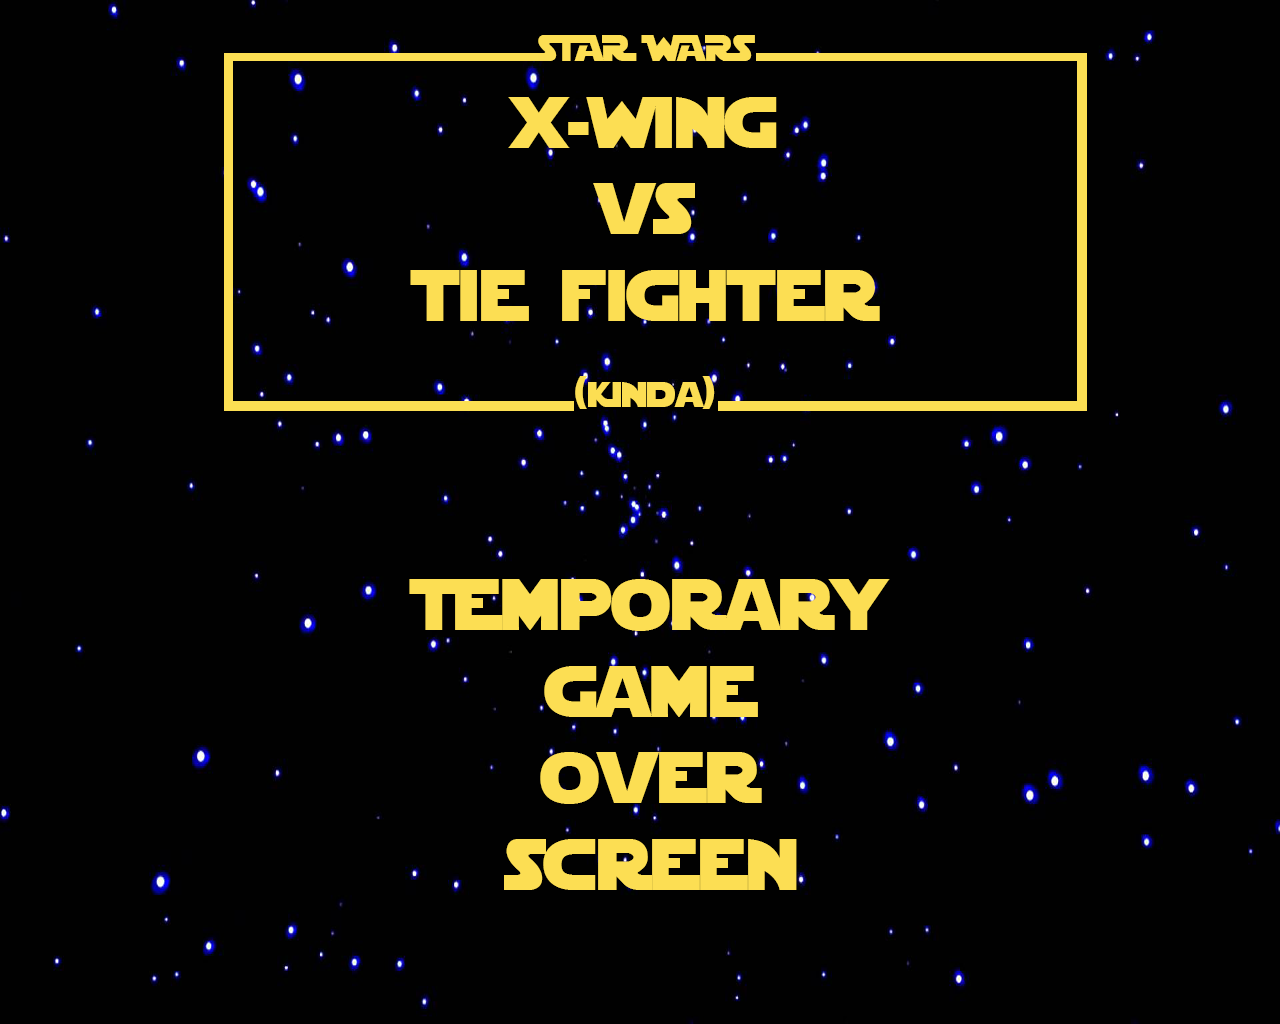 STAR WARS
X-WING
VS
TIE FIGHTER
(KINDA)
TEMPORARY
GAME
OVER
SCREEN